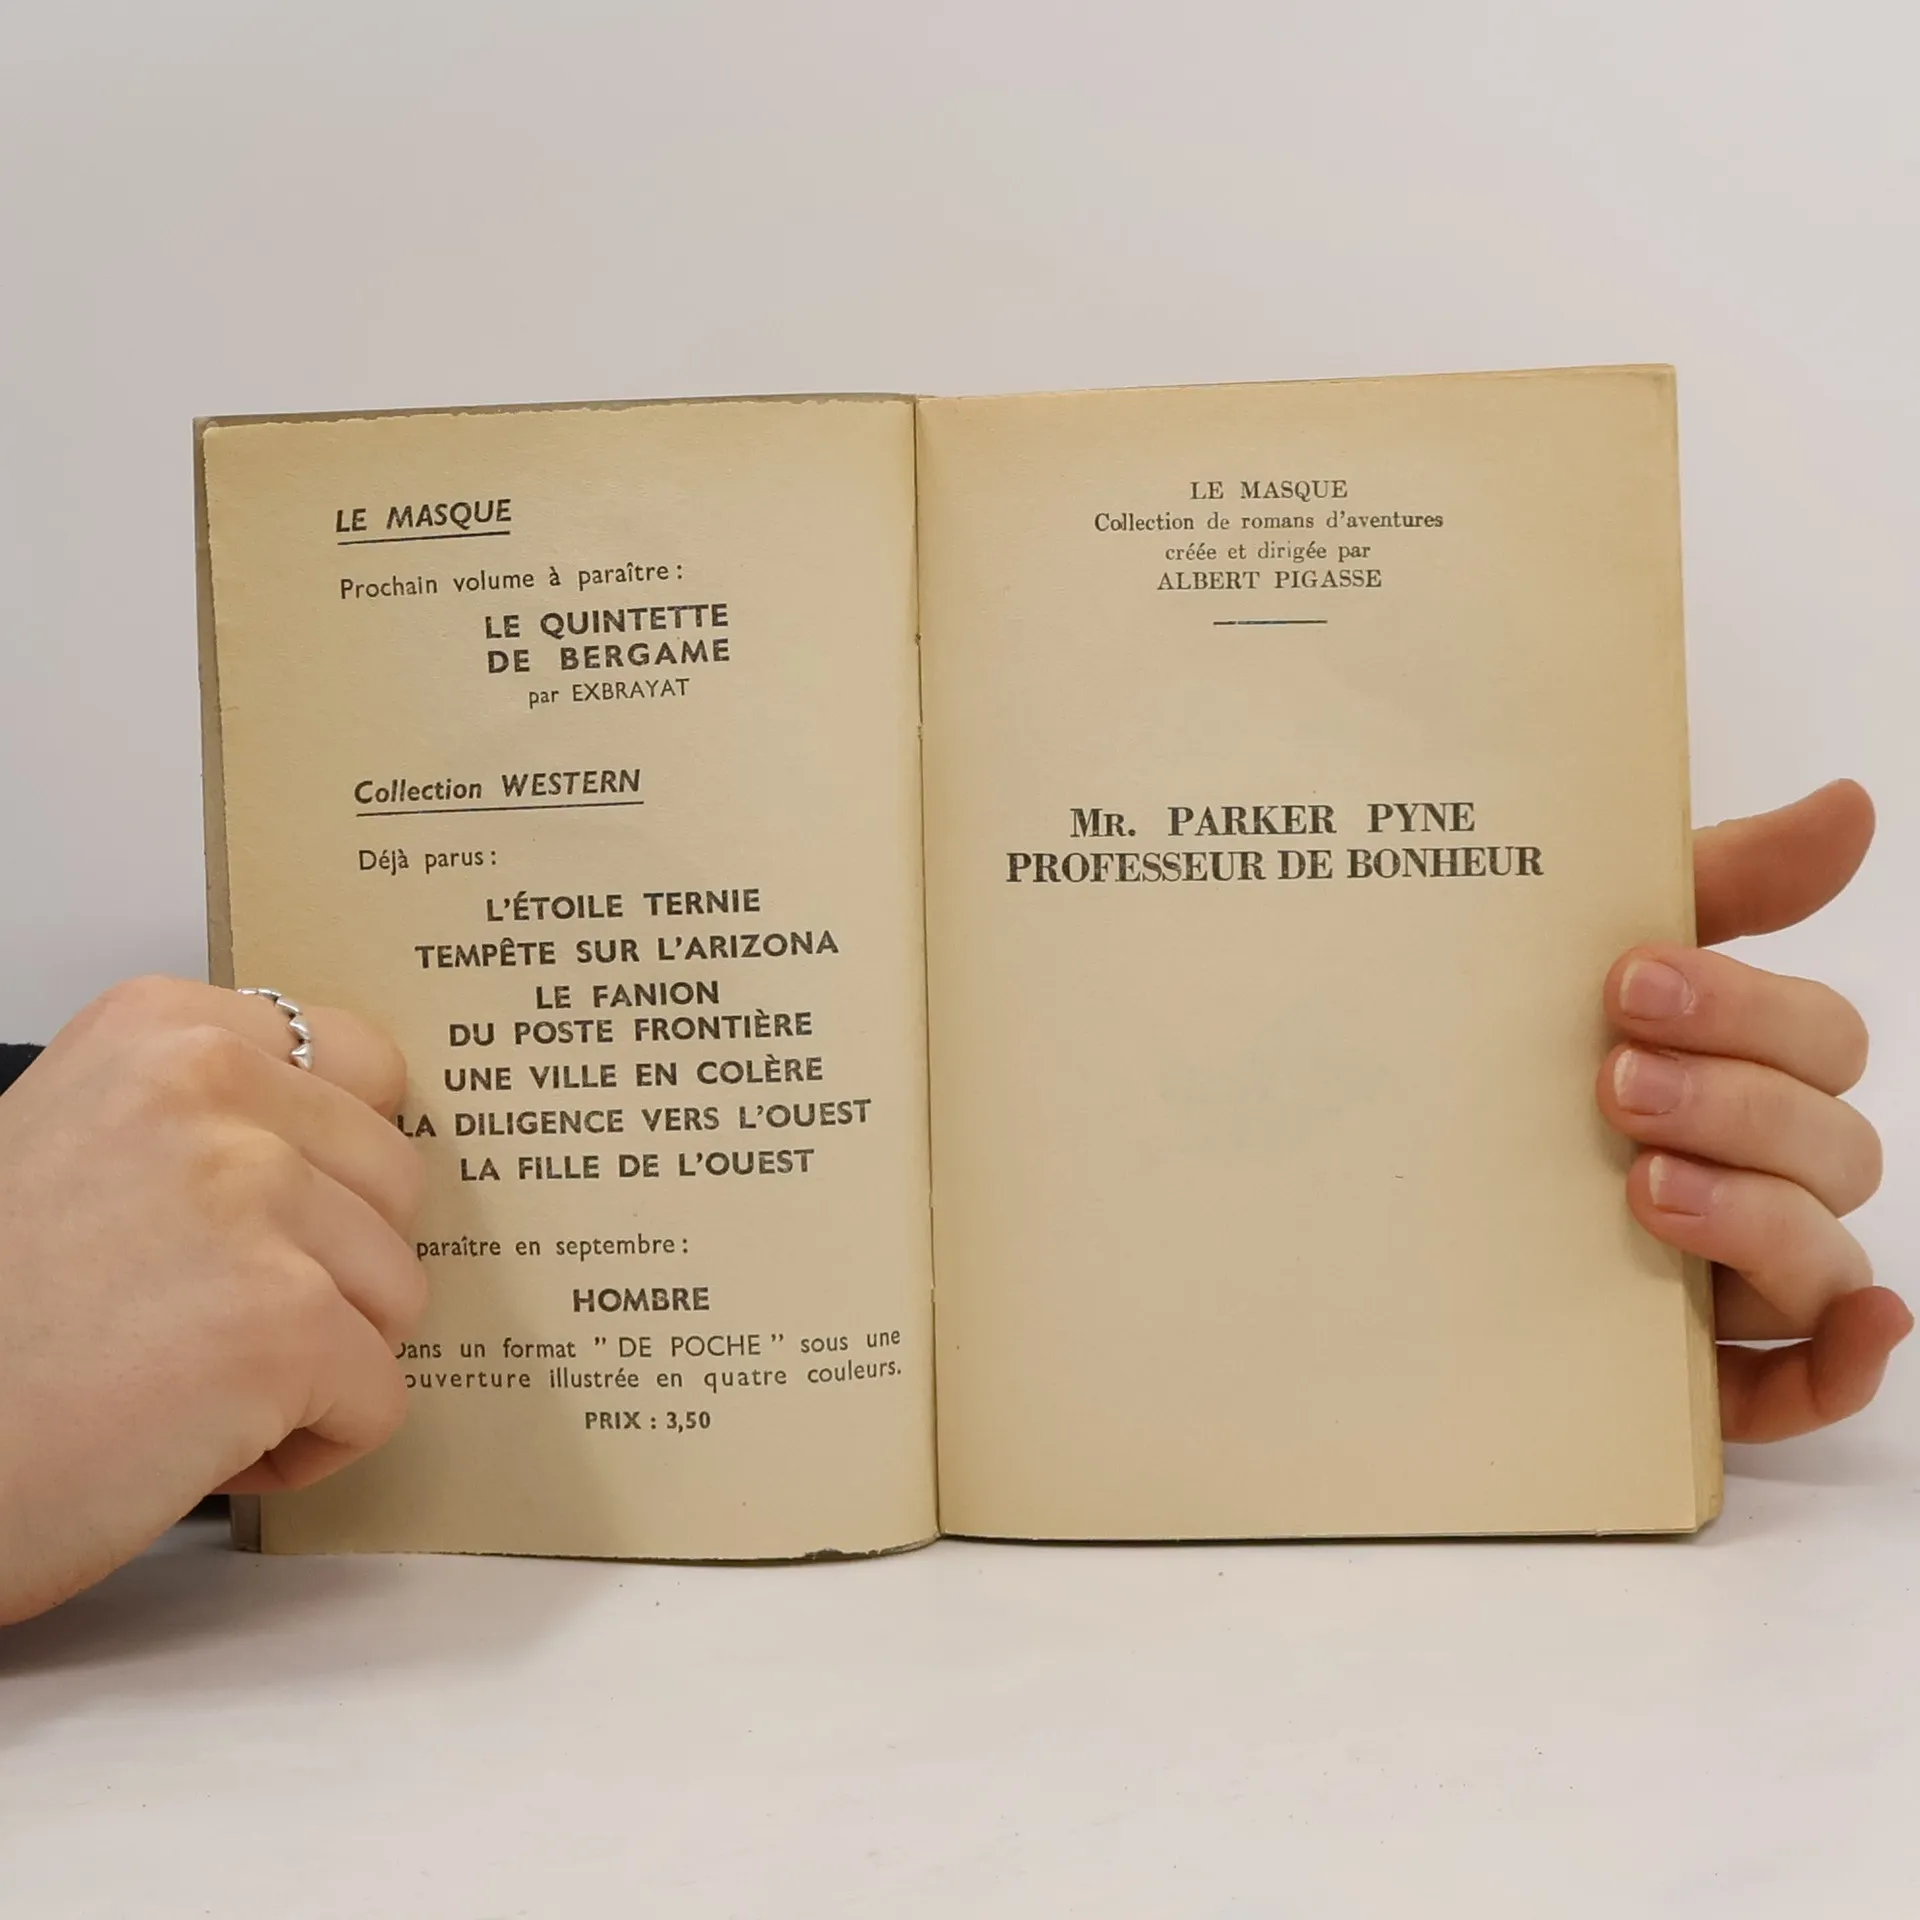 LE MASQUE
Prochain volume à paraître :
LE QUINTETTE
DE BERGAME
par EXBRAYAT
Collection WESTERN
Déjà parus :
L'ÉTOILE TERNIE
TEMPÊTE SUR L'ARIZONA
LE FANION
DU POSTE FRONTIÈRE
UNE VILLE EN COLÈRE
LA DILIGENCE VERS L'OUEST
LA FILLE DE L'OUEST
paraître en septembre :
HOMBRE
Dans un format " DE POCHE " sous une
ouverture illustrée en quatre couleurs.
PRIX : 3,50
LE MASQUE
Collection de romans d'aventures
créée et dirigée par
ALBERT PIGASSE
MR. PARKER PYNE
PROFESSEUR DE BONHEUR